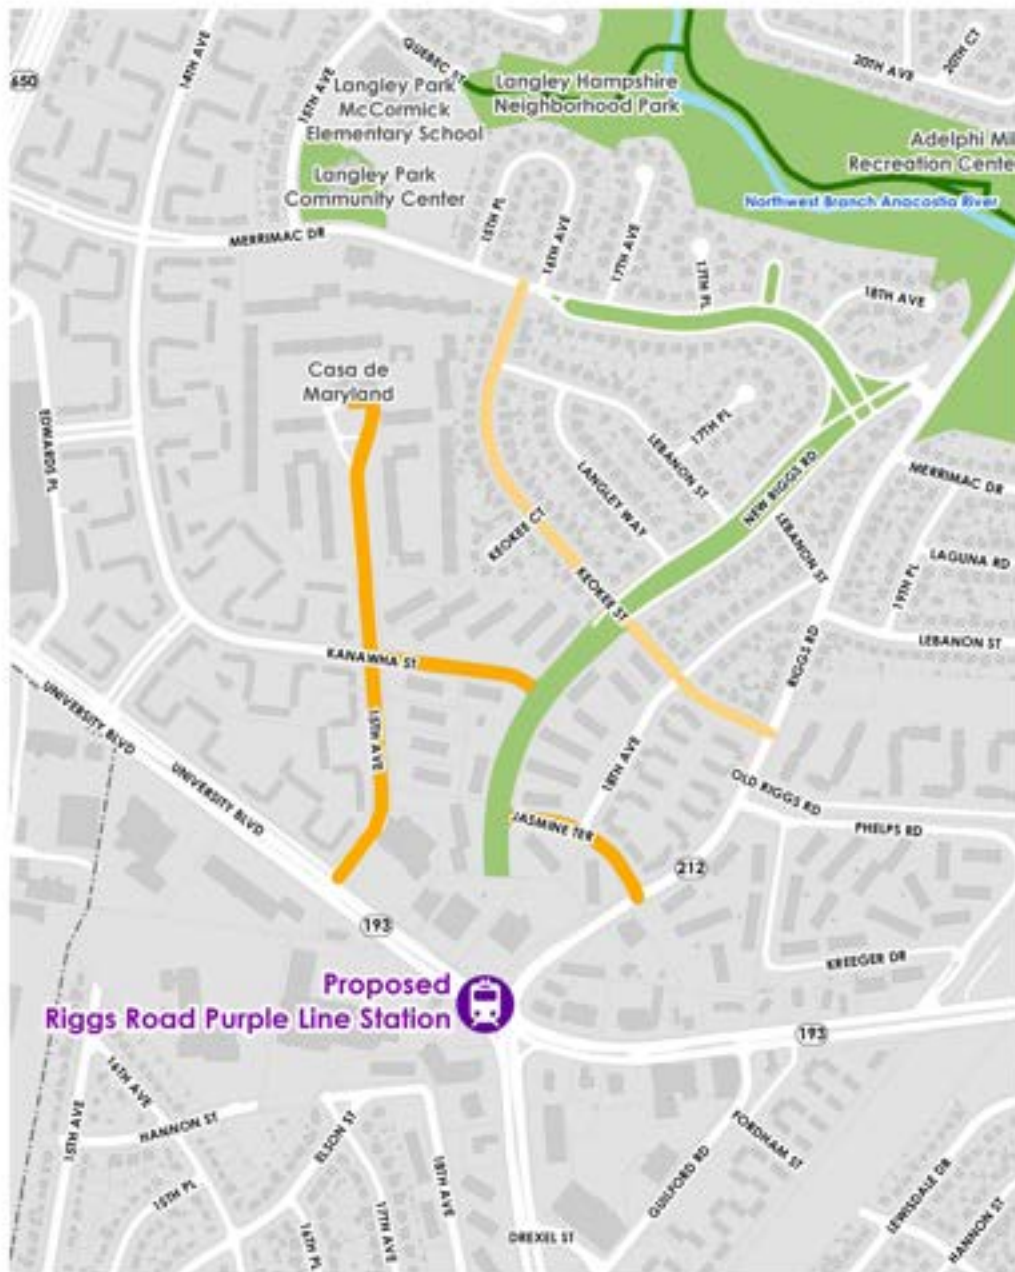 650
14TH AVE
15TH AVE
QUEBEC ST
Langley Park
McCormick
Elementary School
Langley Hampshire
Neighborhood Park
20TH AVE
20TH CT
Adelphi Mil
Recreation Cente
Northwest Branch Anacostia River
Langley Park
Community Center
MERRIMAC DR
15TH PL
16TH AVE
17TH AVE
17TH PL
18TH AVE
Casa de
Maryland
EDWARDS PL
17TH PL
LEBANON ST
LANGLEY WAY
KEOKEE CT
NEW RIGGS RD
LEBANON ST
MERRIMAC DR
LAGUNA RD
19TH PL
LEBANON ST
KEOKEE ST
RIGGS RD
KANAWHA ST
15TH AVE
UNIVERSITY BLVD
UNIVERSITY BLVD
18TH AVE
OLD RIGGS RD
PHELPS RD
JASMINE TER
212
193
KREEGER DR
Proposed
Riggs Road Purple Line Station
193
16TH AVE
15TH AVE
HANNON ST
ELSON ST
15TH PL
16TH PL
17TH AVE
18TH AVE
DREXEL ST
GUILFORD RD
FORDHAM ST
LEWISDALE DR
HANNON ST